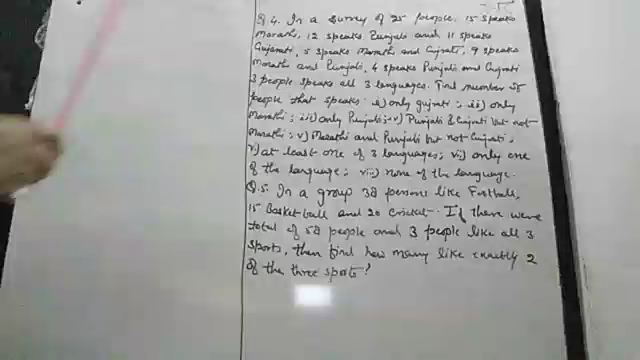 Q.4. In a survey of 25 people, 15 speaks
Marathi, 12 speaks Punjabi and 11 speaks
Gujarati, 5 speaks Marathi and Gujrati, 9 speaks
Marathi and Punjabi, 4 speaks Punjabi and Gujrati
3 people speaks all 3 languages. Find number of
people that speaks: i) only gujrati; ii) only
Marathi; iii) only Punjabi; iv) Punjabi & Gujrati but not
Marathi; v) Marathi and Punjabi but not Gujrati;
vi) at least one of 3 languages; vii) only one
of the language; viii) none of the language.
Q.5. In a group 38 persons like Football,
15 Basketball and 20 cricket. If there were
total of 58 people and 3 people like all 3
sports, then find how many like exactly 2
of the three sports?